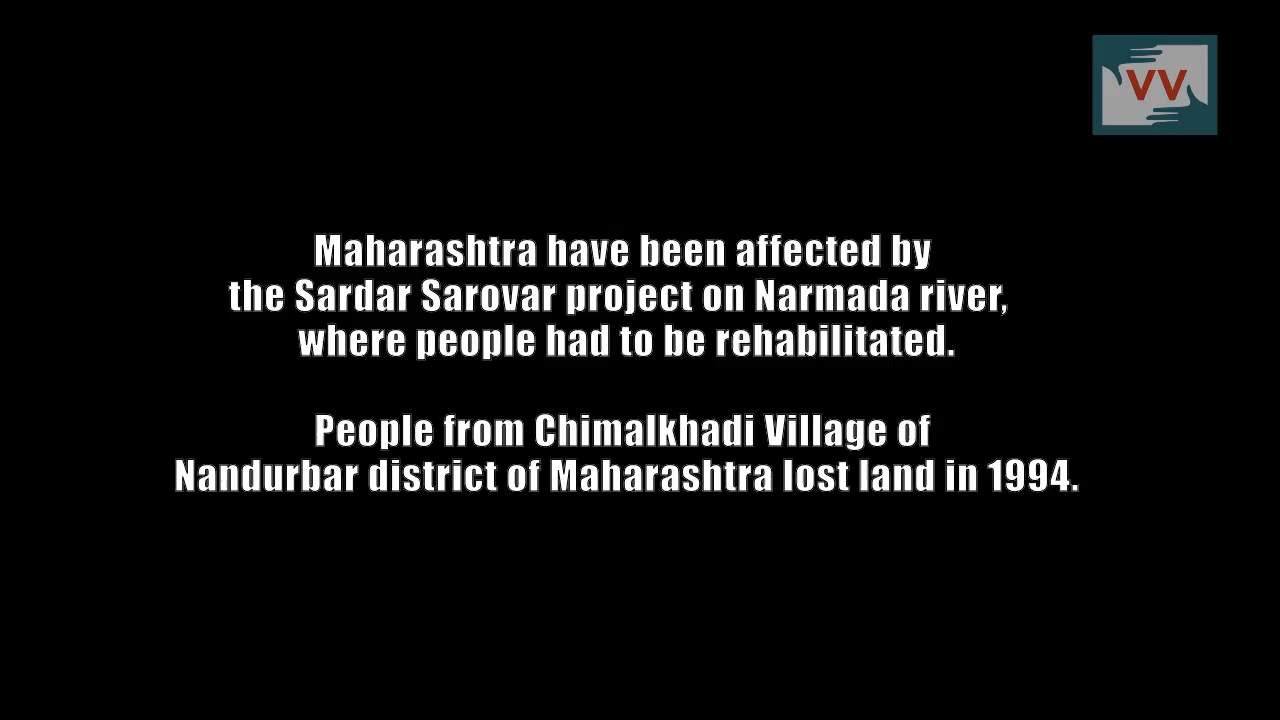 VV
Maharashtra have been affected by
the Sardar Sarovar project on Narmada river,
where people had to be rehabilitated.
People from Chimalkhadi Village of
Nandurbar district of Maharashtra lost land in 1994.